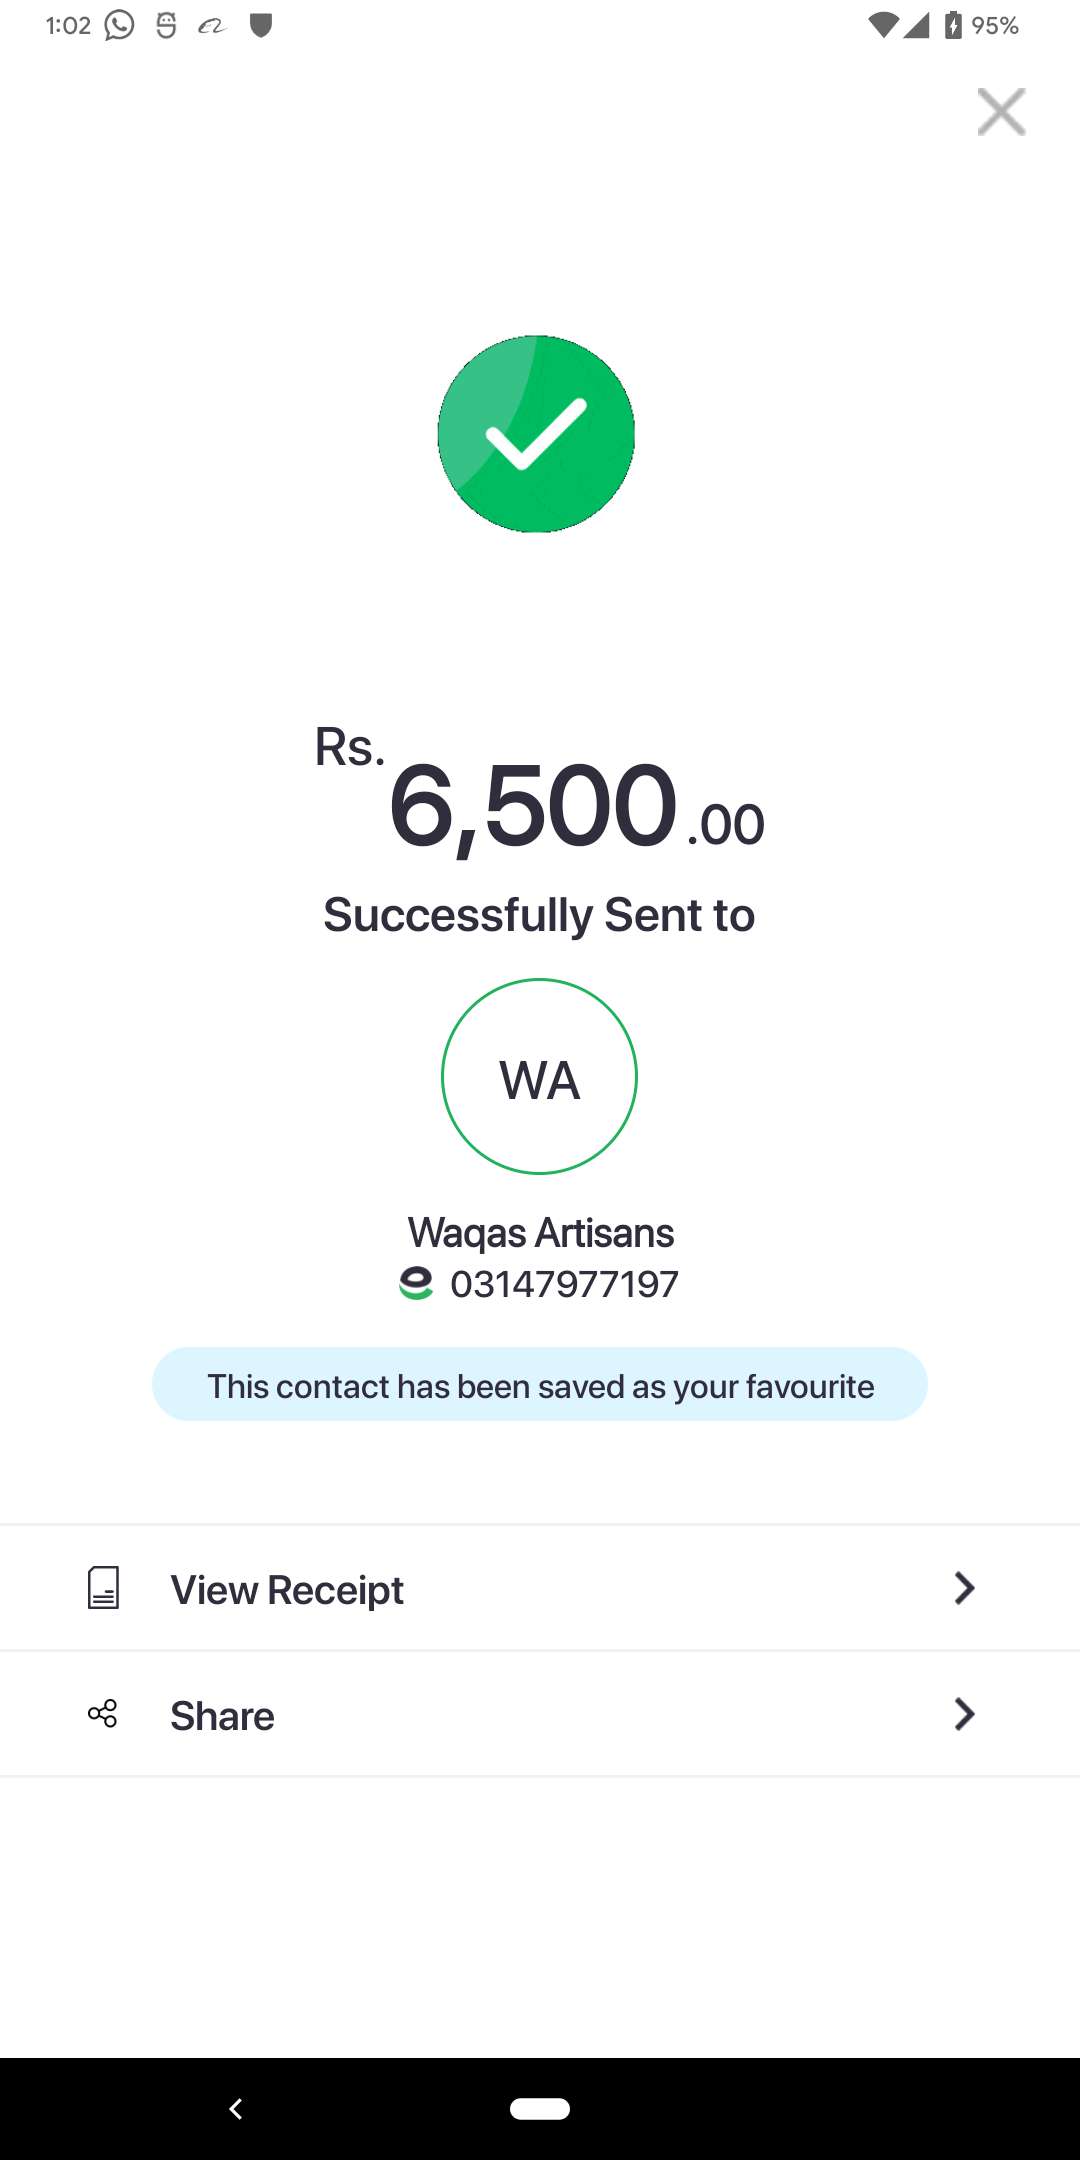 1:02 95%
Rs. 6,500.00
Successfully Sent to
WA
Waqas Artisans
03147977197
This contact has been saved as your favourite
View Receipt
Share